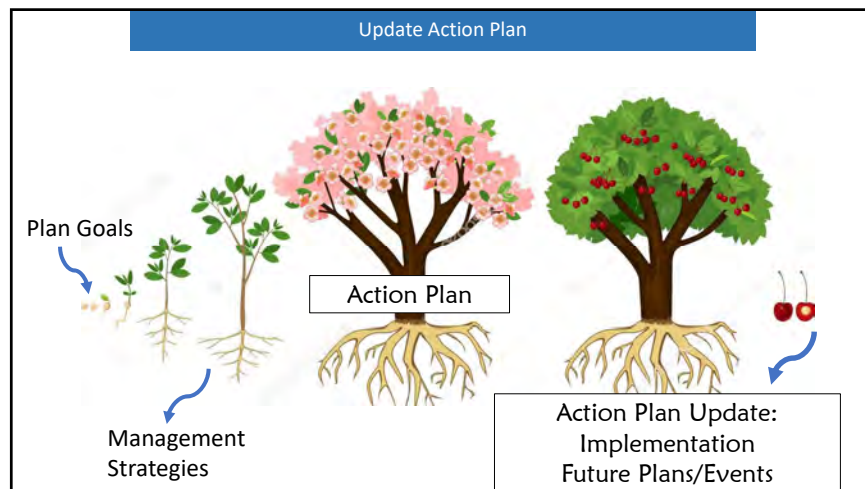 Update Action Plan
Plan Goals
Action Plan
Management
Strategies
Action Plan Update:
Implementation
Future Plans/Events